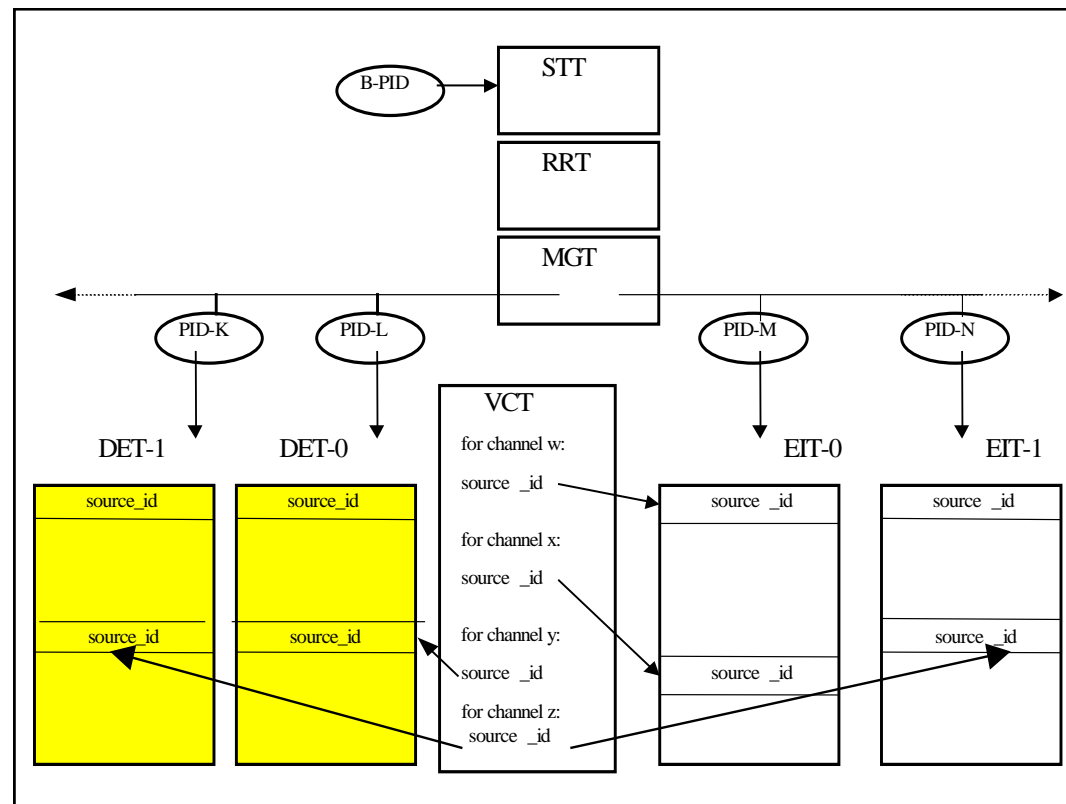 STT
B-PID
RRT
MGT
PID-K
PID-L
PID-M
PID-N
VCT
DET-1
DET-0
for channel w:
EIT-0
EIT-1
source_id
source_id
source _id
source _id
source _id
for channel x:
source _id
source_id
source_id
for channel y:
source _id
source _id
source _id
for channel z:
source _id